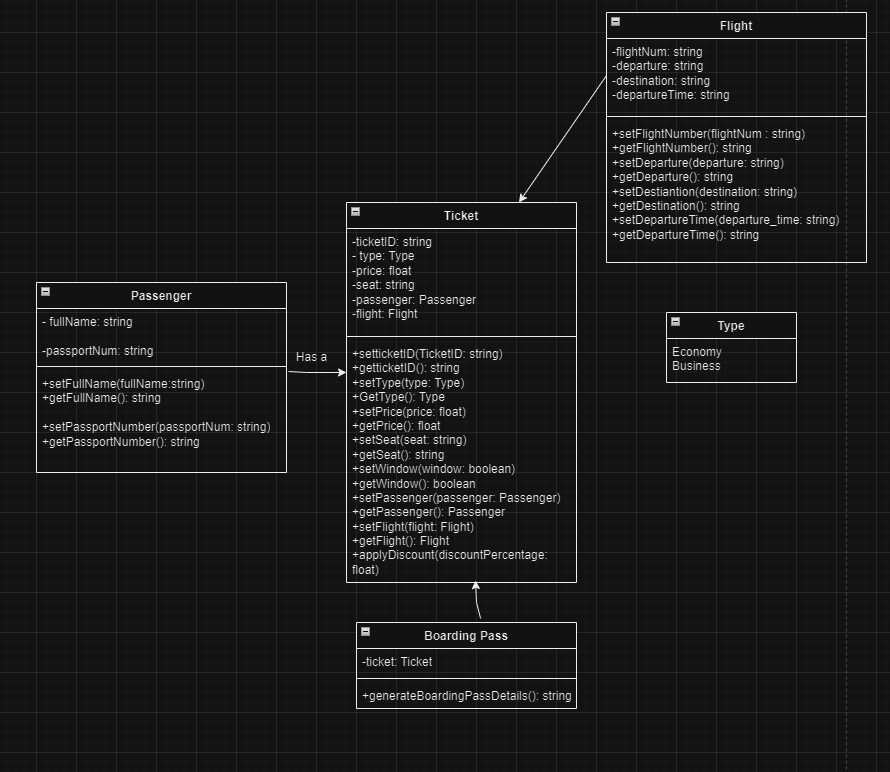 Flight
-flightNum: string
-departure: string
-destination: string
-departureTime: string
+setFlightNumber(flightNum : string)
+getFlightNumber(): string
+setDeparture(departure: string)
+getDeparture(): string
+setDestiantion(destination: string)
+getDestination(): string
+setDepartureTime(departure_time: string)
+getDepartureTime(): string
Ticket
-ticketID: string
- type: Type
-price: float
-seat: string
-passenger: Passenger
-flight: Flight
+setticketID(TicketID: string)
+getticketID(): string
+setType(type: Type)
+GetType(): Type
+setPrice(price: float)
+getPrice(): float
+setSeat(seat: string)
+getSeat(): string
+setWindow(window: boolean)
+getWindow(): boolean
+setPassenger(passenger: Passenger)
+getPassenger(): Passenger
+setFlight(flight: Flight)
+getFlight(): Flight
+applyDiscount(discountPercentage:
float)
Passenger
- fullName: string
-passportNum: string
+setFullName(fullName:string)
+getFullName(): string
+setPassportNumber(passportNum: string)
+getPassportNumber(): string
Has a
Type
Economy
Business
Boarding Pass
-ticket: Ticket
+generateBoardingPassDetails(): string